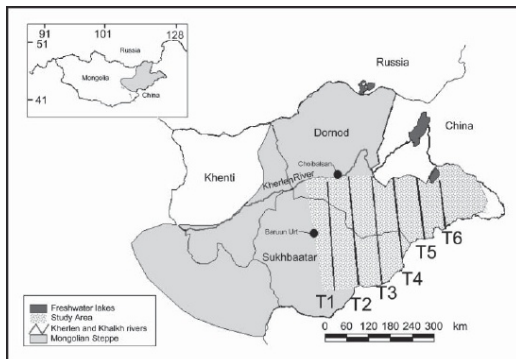 91 101 128
51
Russia
Mongolia
China
41
Russia
Dornod
China
Choibalsan
Khenti
Kherlen River
Baruun Urt
Sukhbaatar
T6
T5
T4
T3
T2
T1
Freshwater lakes
Study Area
Kherlen and Khalkh rivers
Mongolian Steppe
0 60 120 180 240 300
km